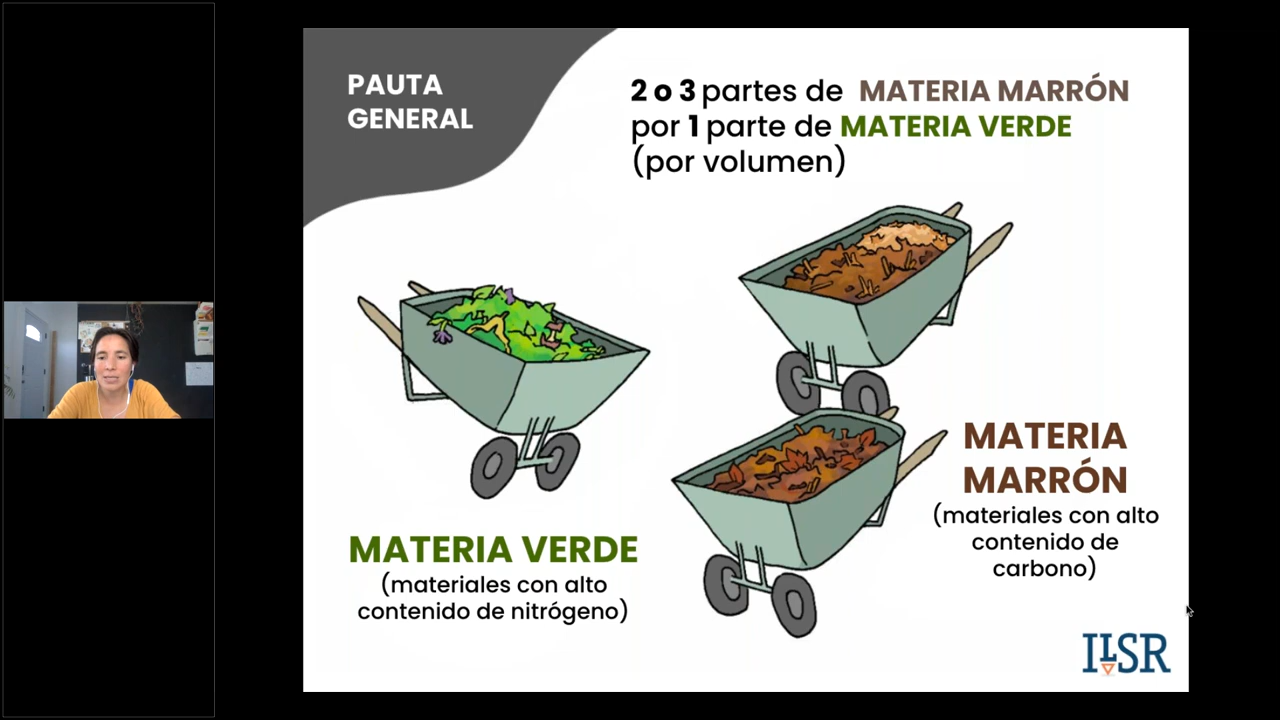 PAUTA
GENERAL
2 o 3 partes de MATERIA MARRÓN
por 1 parte de MATERIA VERDE
(por volumen)
MATERIA VERDE
(materiales con alto
contenido de nitrógeno)
MATERIA
MARRÓN
(materiales con alto
contenido de
carbono)
ILSR